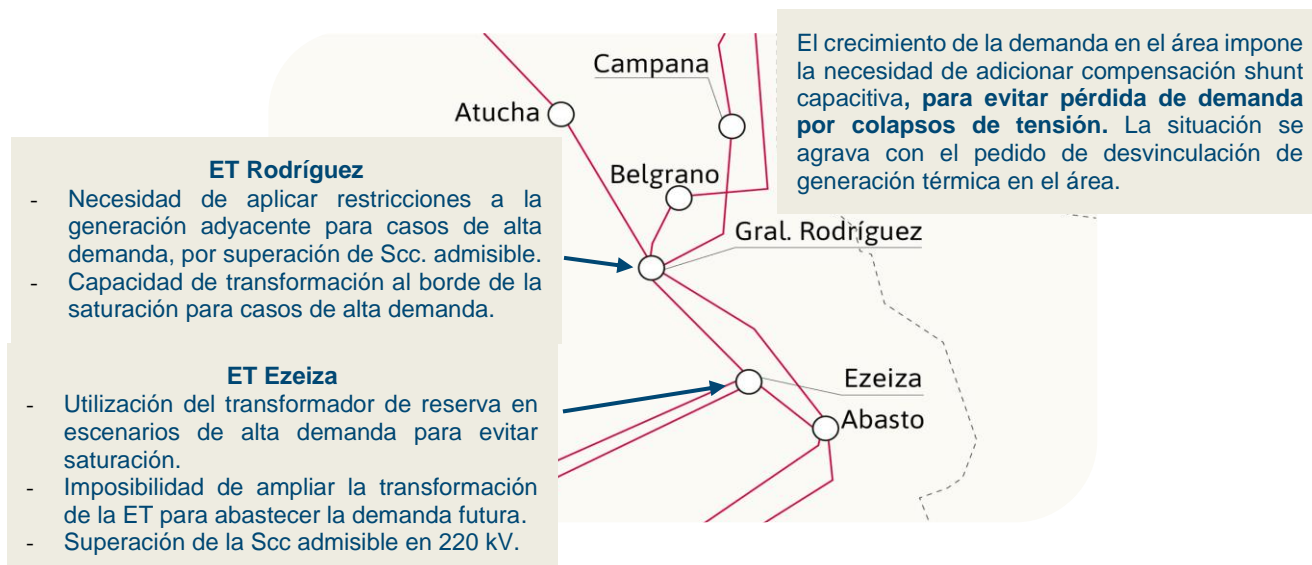 El crecimiento de la demanda en el área impone
la necesidad de adicionar compensación shunt
capacitiva, para evitar pérdida de demanda
por colapsos de tensión. La situación se
agrava con el pedido de desvinculación de
generación térmica en el área.
Campana
Atucha
Belgrano
Gral. Rodríguez
Ezeiza
Abasto
ET Rodríguez
- Necesidad de aplicar restricciones a la
generación adyacente para casos de alta
demanda, por superación de Scc. admisible.
- Capacidad de transformación al borde de la
saturación para casos de alta demanda.
ET Ezeiza
- Utilización del transformador de reserva en
escenarios de alta demanda para evitar
saturación.
- Imposibilidad de ampliar la transformación
de la ET para abastecer la demanda futura.
- Superación de la Scc admisible en 220 kV.